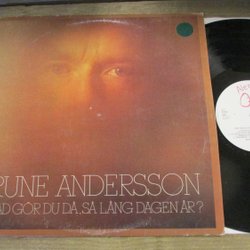 RUNE ANDERSSON
VAD GÖR DU DÅ, SÅ LÅNG DAGEN ÄR?